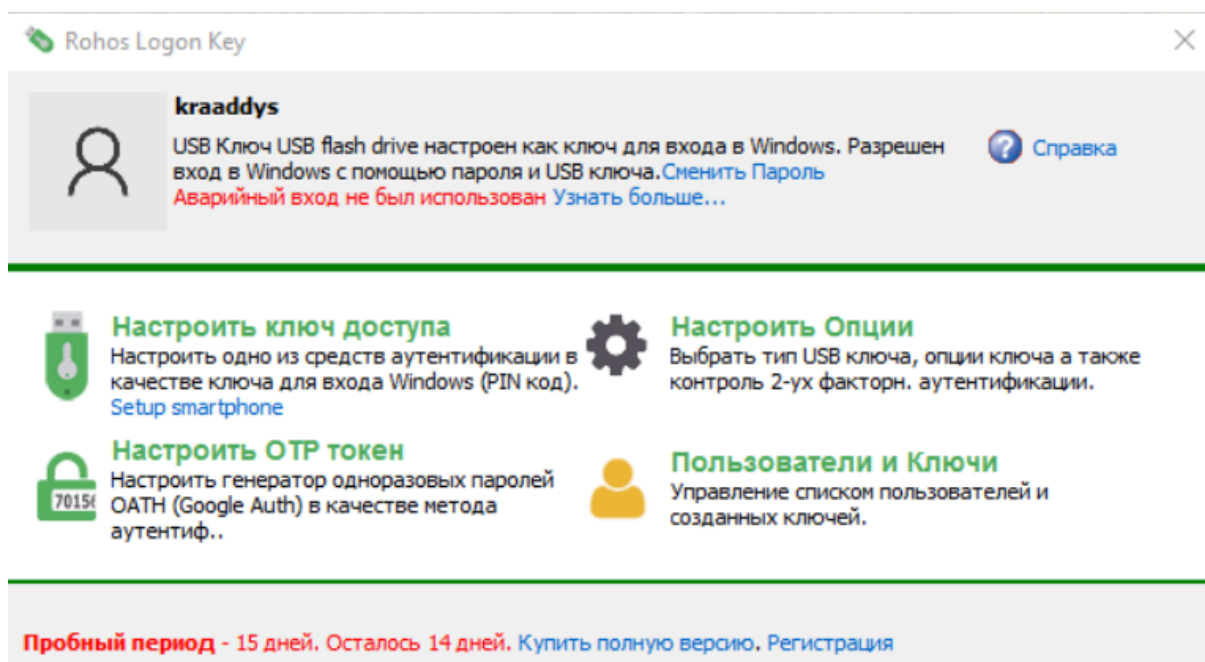 Rohos Logon Key
kraaddys
USB Ключ USB flash drive настроен как ключ для входа в Windows. Разрешен
вход в Windows с помощью пароля и USB ключа.Сменить Пароль
Аварийный вход не был использован Узнать больше...
Справка
Настроить ключ доступа
Настроить одно из средств аутентификации в
качестве ключа для входа Windows (PIN код).
Setup smartphone
Настроить Опции
Выбрать тип USB ключа, опции ключа а также
контроль 2-ух факторн. аутентификации.
70156
Настроить OTP токен
Настроить генератор одноразовых паролей
OATH (Google Auth) в качестве метода
аутентиф..
Пользователи и Ключи
Управление списком пользователей и
созданных ключей.
Пробный период - 15 дней. Осталось 14 дней. Купить полную версию. Регистрация